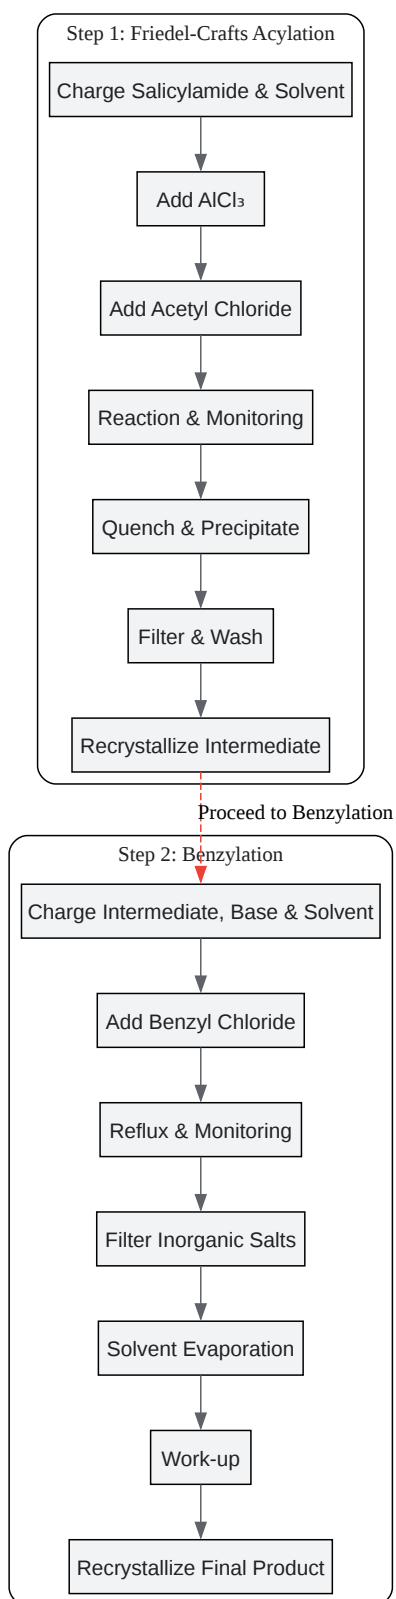 Step 1: Friedel-Crafts Acylation
Charge Salicylamide & Solvent
Add AlCl₃
Add Acetyl Chloride
Reaction & Monitoring
Quench & Precipitate
Filter & Wash
Recrystallize Intermediate
Proceed to Benzylation
Step 2: Benzylation
Charge Intermediate, Base & Solvent
Add Benzyl Chloride
Reflux & Monitoring
Filter Inorganic Salts
Solvent Evaporation
Work-up
Recrystallize Final Product